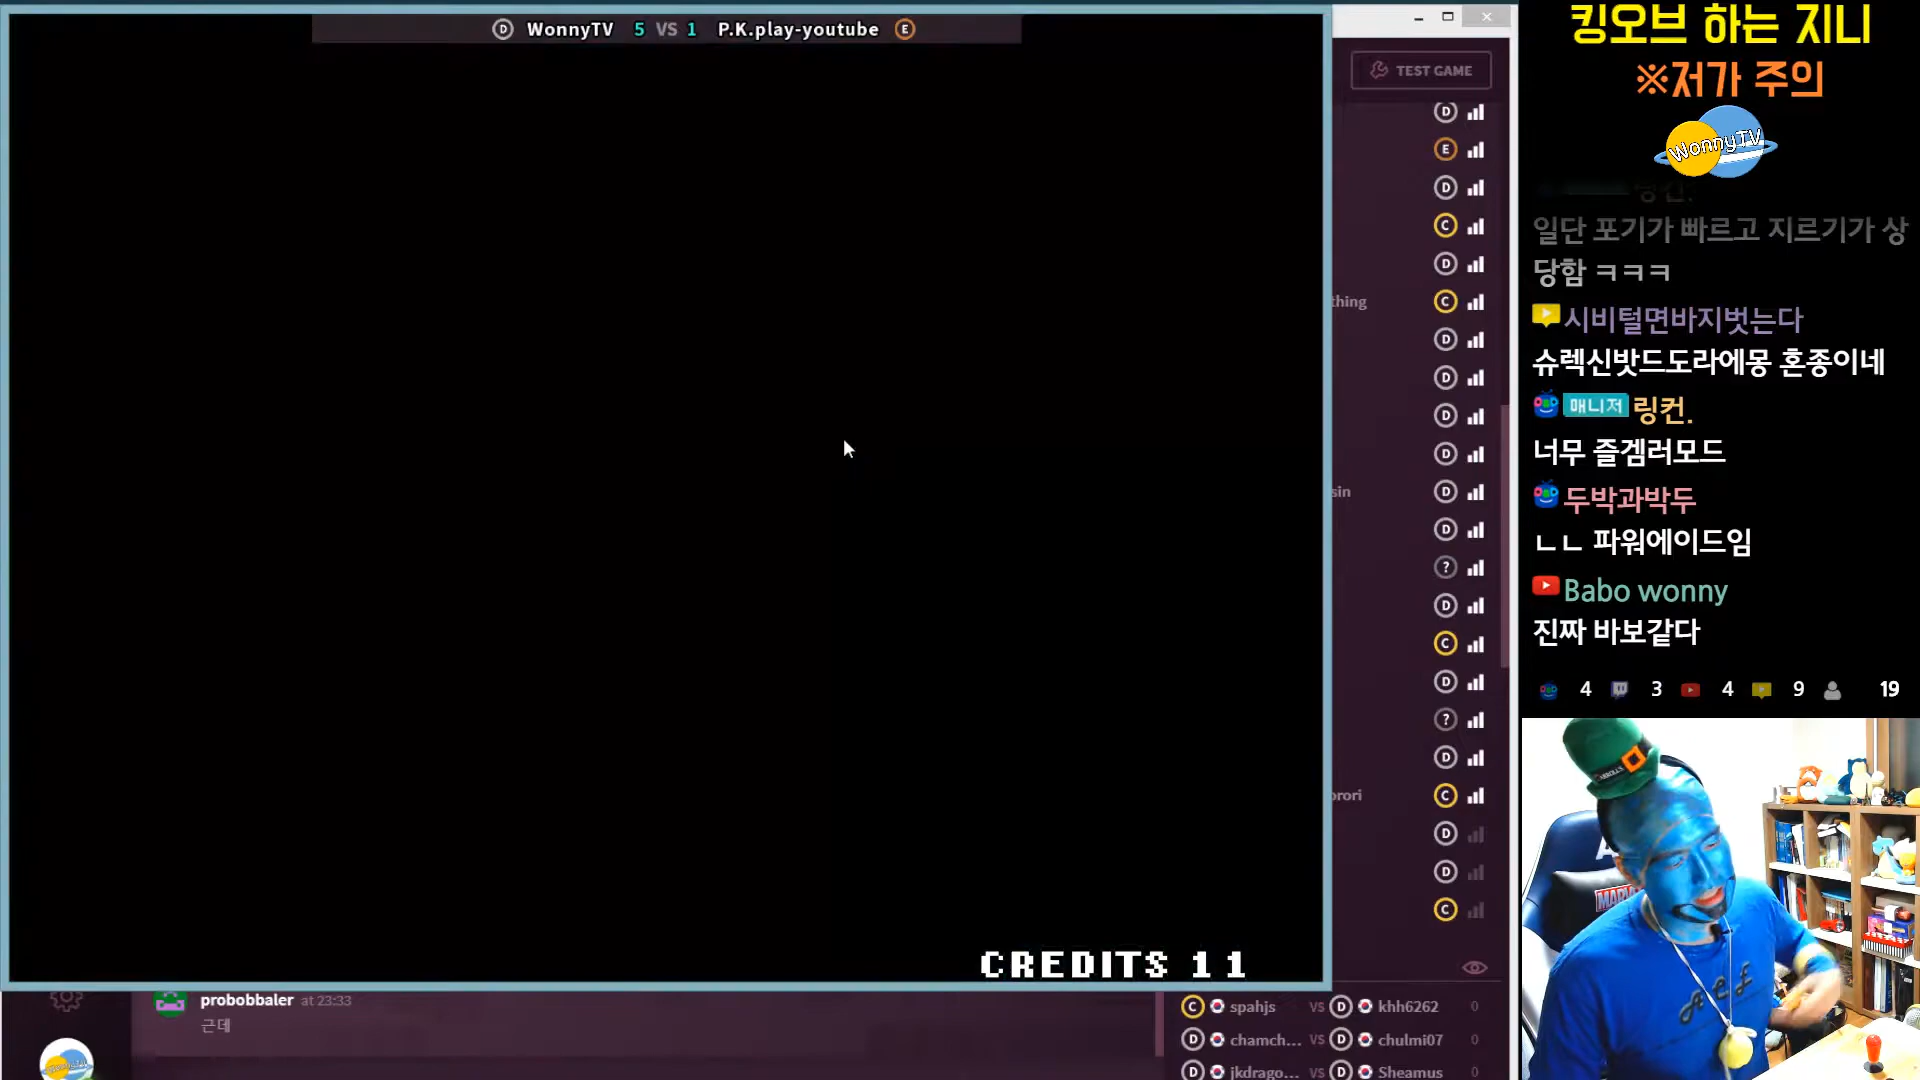 D WonnyTV 5 VS 1 P.K.play-youtube E
TEST GAME
D
E
D
C
D
thing C
D
D
D
D
sin D
D
?
D
C
D
?
D
orori C
D
D
C
CREDITS 11
probobbaler at 23:33
근데
C spahjs VS D khh6262 0
D chamch... VS D chulmi07 0
D jkdrago... VS D Sheamus 0
킹오브 하는 지니
※저가 주의
WonnyTV
링컨.
일단 포기가 빠르고 지르기가 상
당함 ㅋㅋㅋ
시비털면바지벗는다
슈렉신밧드도라에몽 혼종이네
매니저 링컨.
너무 즐겜러모드
두박과박두
ㄴㄴ 파워에이드임
Babo wonny
진짜 바보같다
4 3 4 9 19